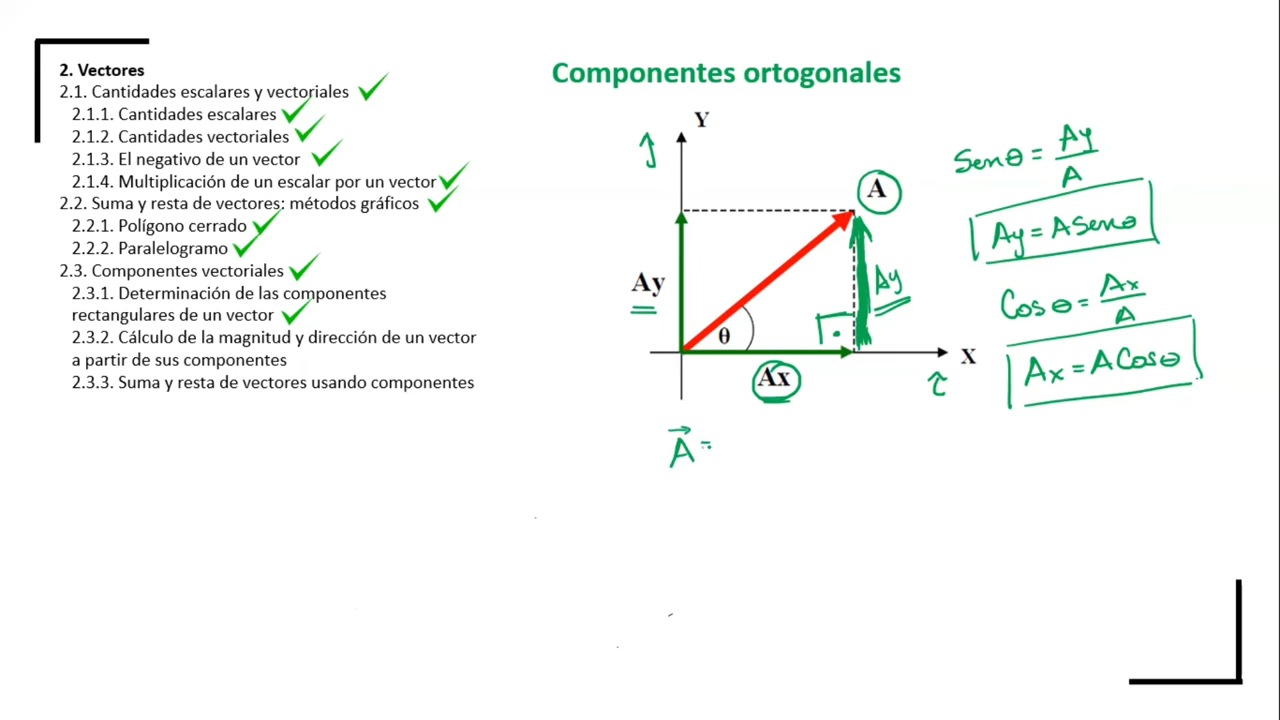 2. Vectores
2.1. Cantidades escalares y vectoriales
2.1.1. Cantidades escalares
2.1.2. Cantidades vectoriales
2.1.3. El negativo de un vector
2.1.4. Multiplicación de un escalar por un vector
2.2. Suma y resta de vectores: métodos gráficos
2.2.1. Polígono cerrado
2.2.2. Paralelogramo
2.3. Componentes vectoriales
2.3.1. Determinación de las componentes
rectangulares de un vector
2.3.2. Cálculo de la magnitud y dirección de un vector
a partir de sus componentes
2.3.3. Suma y resta de vectores usando componentes
Componentes ortogonales
Y
A
Ay
Ay
θ
X
Ax
A⃗ =
Senθ = Ay/A
Ay = A Senθ
Cosθ = Ax/A
Ax = A Cosθ